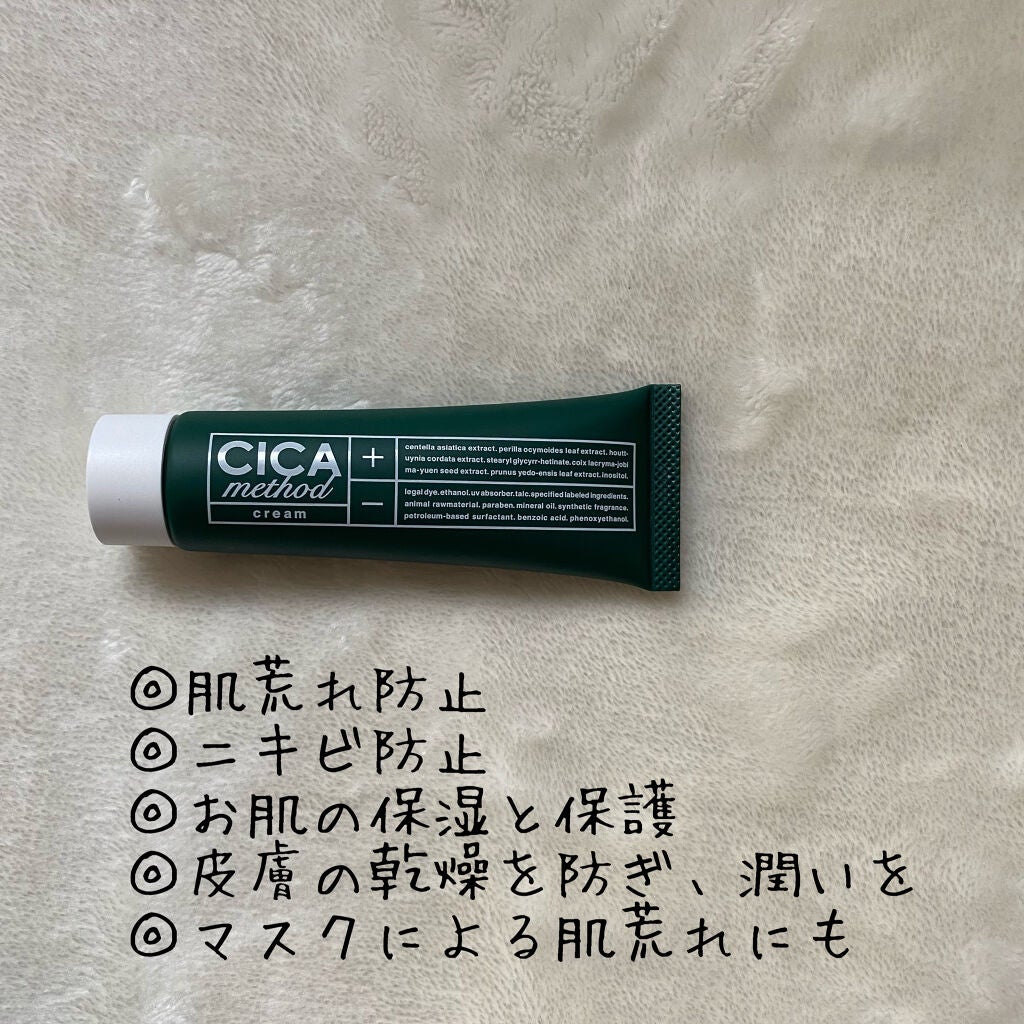 CICA
method
cream
+
centella asiatica extract. perilla ocymoides leaf extract. houtt-
uynia cordata extract. stearyl glycyrr-hetinate. coix lacryma-jobi
ma-yuen seed extract. prunus yedo-ensis leaf extract. inositol.
−
legal dye. ethanol. uv absorber. talc. specified labeled ingredients.
animal rawmaterial. paraben. mineral oil. synthetic fragrance.
petroleum-based surfactant. benzoic acid. phenoxyethanol.
◎肌荒れ防止
◎ニキビ防止
◎お肌の保湿と保護
◎皮膚の乾燥を防ぎ、潤いを
◎マスクによる肌荒れにも